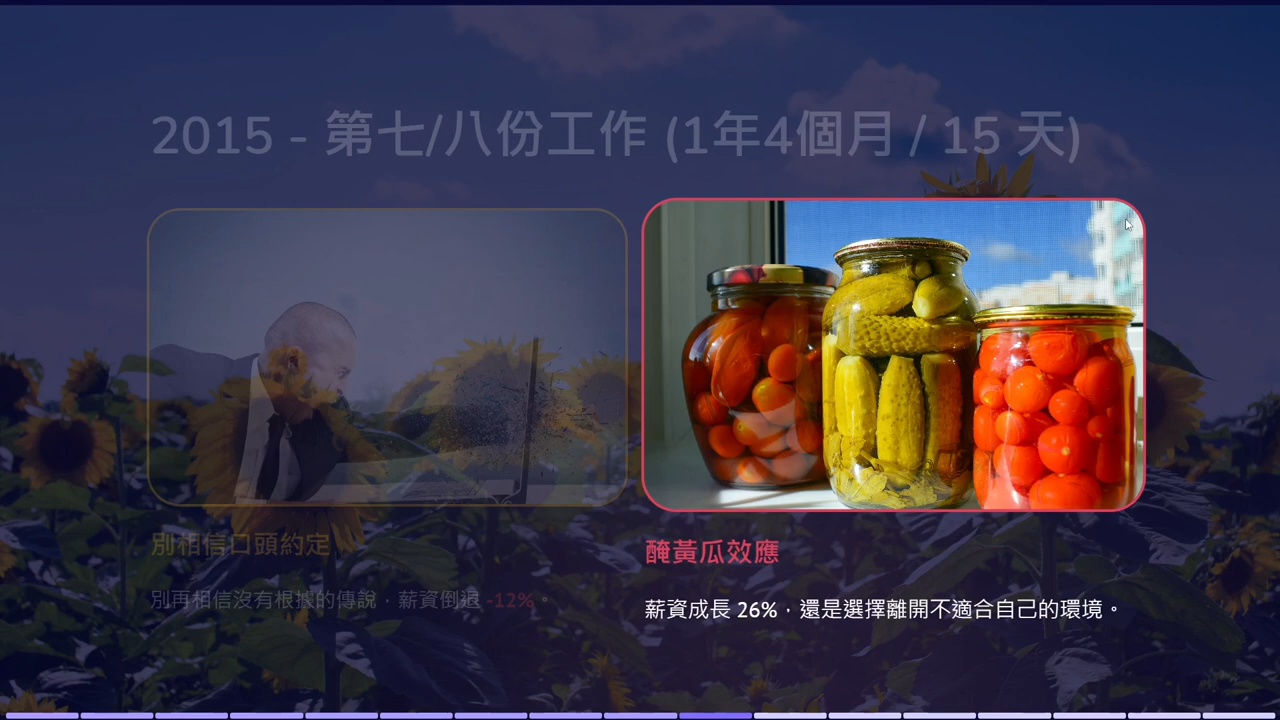 2015 - 第七/八份工作 (1年4個月 / 15 天)
別相信口頭約定
別再相信沒有根據的傳說，薪資倒退 -12%。
醃黃瓜效應
薪資成長 26%，還是選擇離開不適合自己的環境。